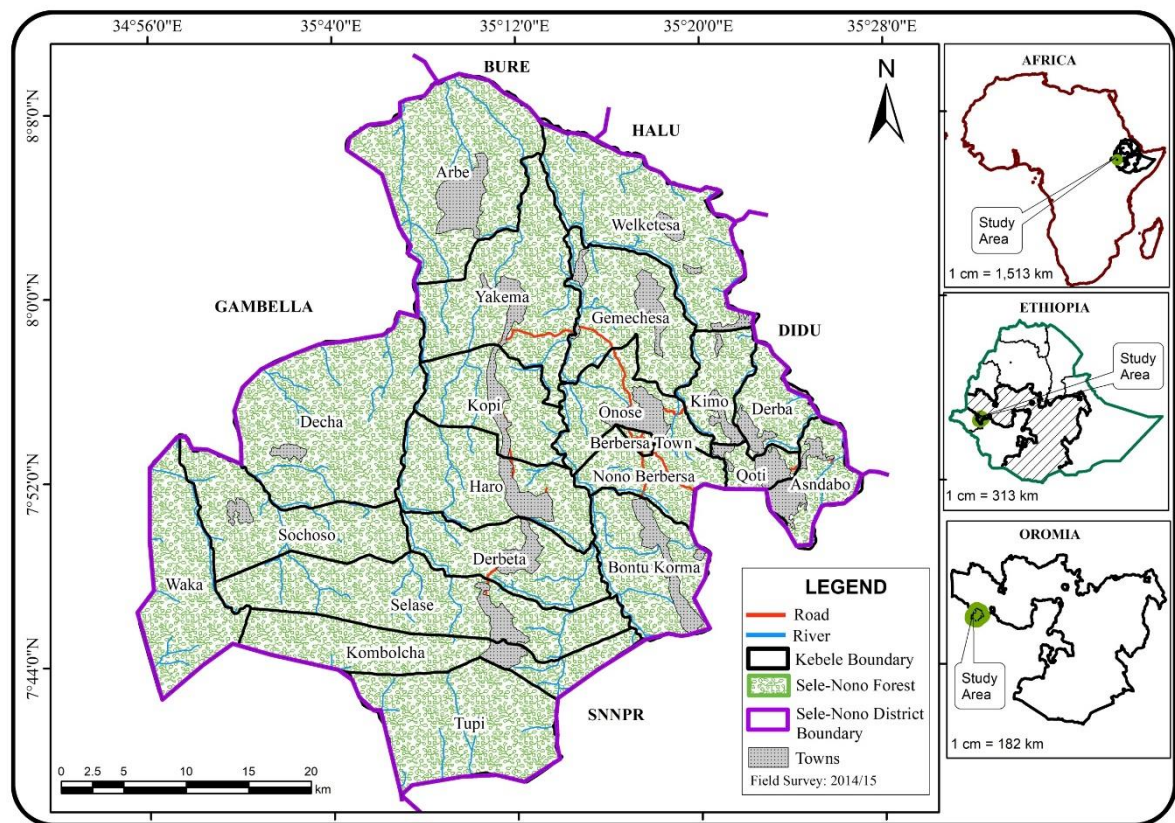 34°56'0"E
35°4'0"E
35°12'0"E
35°20'0"E
35°28'0"E
8°8'0"N
8°0'0"N
7°52'0"N
7°44'0"N
BURE
HALU
N
GAMBELLA
DIDU
SNNPR
Arbe
Welketesa
Yakema
Gemechesa
Kopi
Onose
Kimo
Derba
Decha
Berbersa Town
Haro
Nono Berbersa
Qoti
Asndabo
Sochoso
Derbeta
Bontu Korma
Waka
Selase
Kombolcha
Tupi
0 2.5 5 10 15 20
km
LEGEND
Road
River
Kebele Boundary
Sele-Nono Forest
Sele-Nono District
Boundary
Towns
Field Survey: 2014/15
AFRICA
Study
Area
1 cm = 1,513 km
ETHIOPIA
Study
Area
1 cm = 313 km
OROMIA
Study
Area
1 cm = 182 km